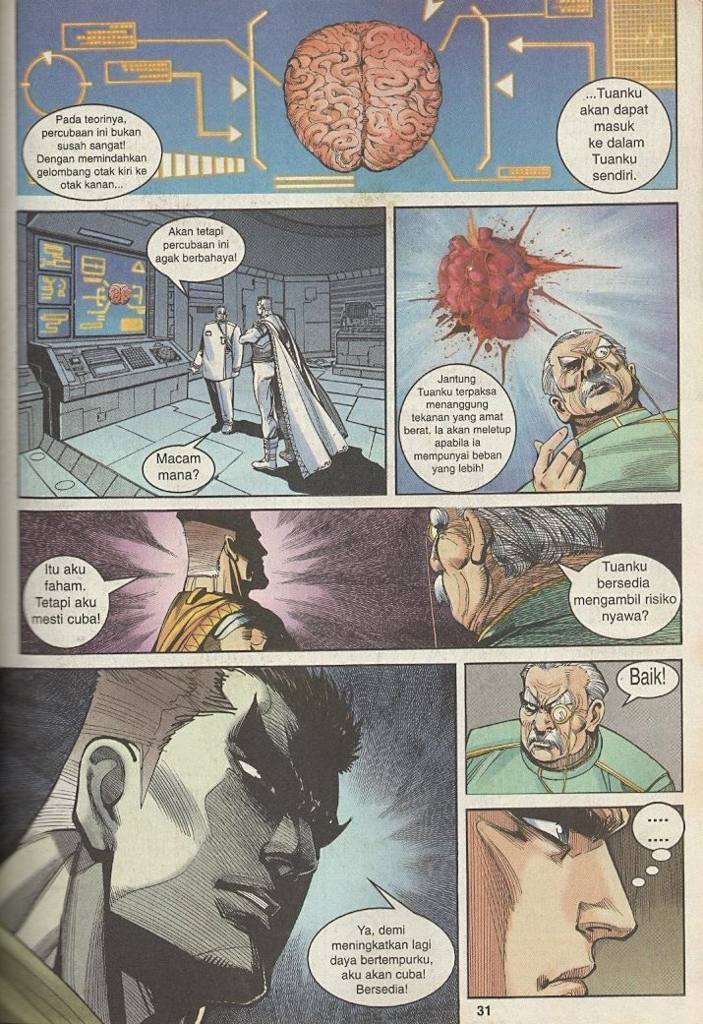 Pada teorinya,
percubaan ini bukan
susah sangat!
Dengan memindahkan
gelombang otak kiri ke
otak kanan...
...Tuanku
akan dapat
masuk
ke dalam
Tuanku
sendiri.
Akan tetapi
percubaan ini
agak berbahaya!
Macam
mana?
Jantung
Tuanku terpaksa
menanggung
tekanan yang amat
berat. Ia akan meletup
apabila ia
mempunyai beban
yang lebih!
Itu aku
faham.
Tetapi aku
mesti cuba!
Tuanku
bersedia
mengambil risiko
nyawa?
Ya, demi
meningkatkan lagi
daya bertempurku,
aku akan cuba!
Bersedia!
Baik!
....
....
31